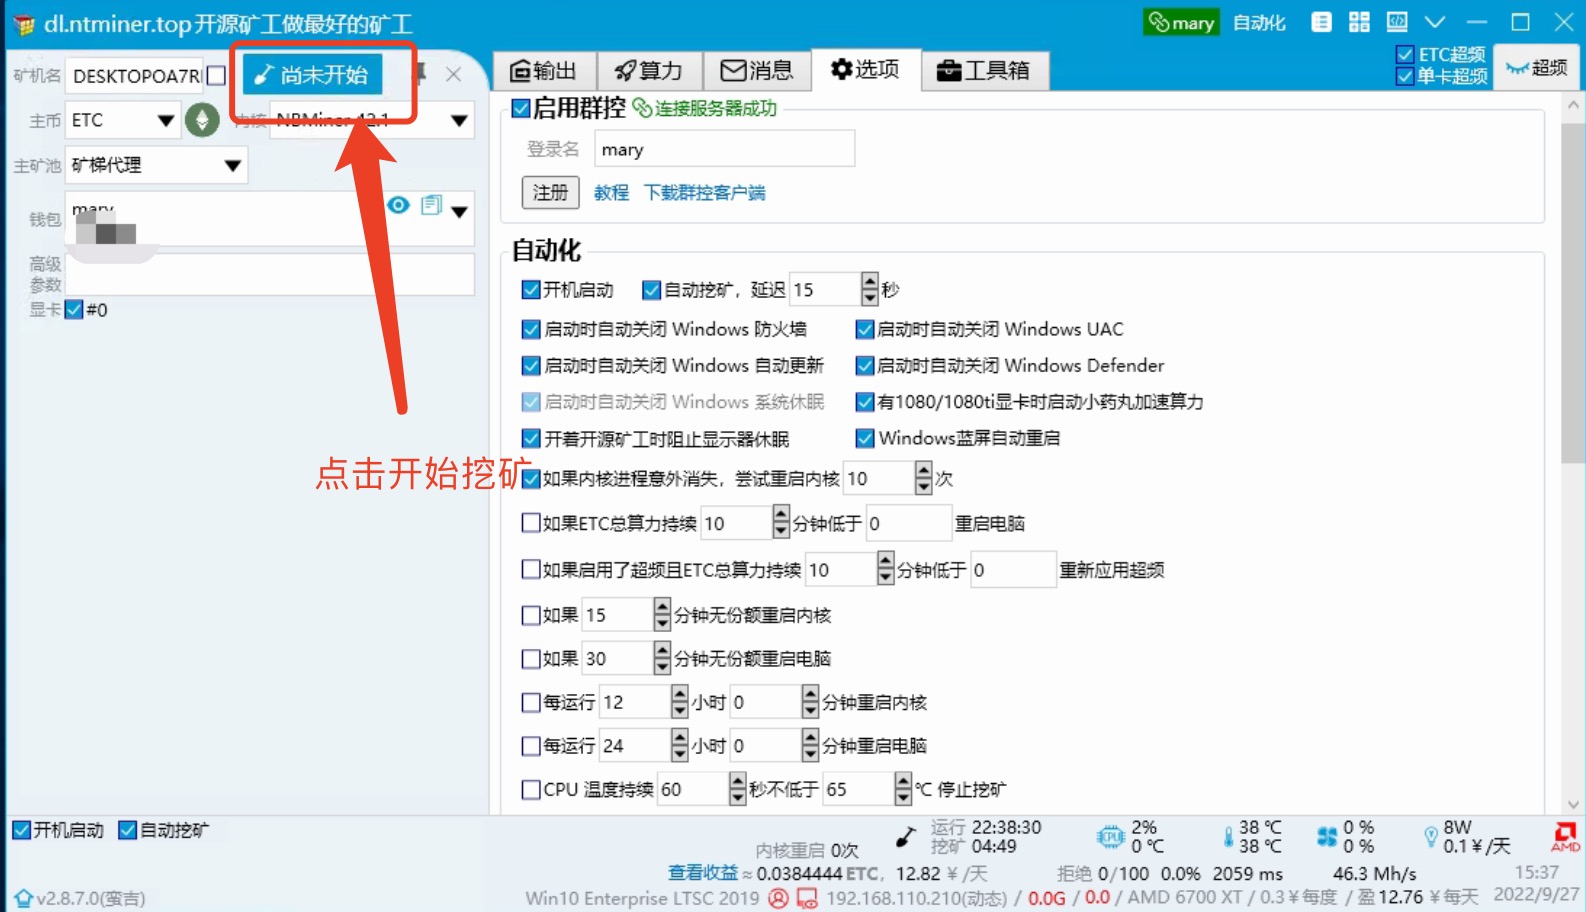 dl.ntminer.top开源矿工做最好的矿工
mary 自动化
矿机名 DESKTOPOA7R 尚未开始
主币 ETC 内核 NBMiner 42.1
主矿池 矿梯代理
钱包 mary
高级
参数
显卡 #0
输出 算力 消息 选项 工具箱
ETC超频
单卡超频
超频
启用群控 连接服务器成功
登录名 mary
注册 教程 下载群控客户端
自动化
开机启动 自动挖矿，延迟 15 秒
启动时自动关闭 Windows 防火墙 启动时自动关闭 Windows UAC
启动时自动关闭 Windows 自动更新 启动时自动关闭 Windows Defender
启动时自动关闭 Windows 系统休眠 有1080/1080ti显卡时启动小药丸加速算力
开着开源矿工时阻止显示器休眠 Windows蓝屏自动重启
点击开始挖矿
如果内核进程意外消失，尝试重启内核 10 次
如果ETC总算力持续 10 分钟低于 0 重启电脑
如果启用了超频且ETC总算力持续 10 分钟低于 0 重新应用超频
如果 15 分钟无份额重启内核
如果 30 分钟无份额重启电脑
每运行 12 小时 0 分钟重启内核
每运行 24 小时 0 分钟重启电脑
CPU 温度持续 60 秒不低于 65 ℃ 停止挖矿
开机启动 自动挖矿
内核重启 0次
运行 22:38:30
挖矿 04:49
CPU 2%
0 ℃
38 ℃
38 ℃
0 %
0 %
8W
0.1 ¥ /天
AMD
查看收益 ≈ 0.0384444 ETC，12.82 ¥ /天 拒绝 0/100 0.0% 2059 ms 46.3 Mh/s 15:37
v2.8.7.0(蛮吉) Win10 Enterprise LTSC 2019 192.168.110.210(动态) / 0.0G / 0.0 / AMD 6700 XT / 0.3 ¥ 每度 / 盈 12.76 ¥ 每天 2022/9/27